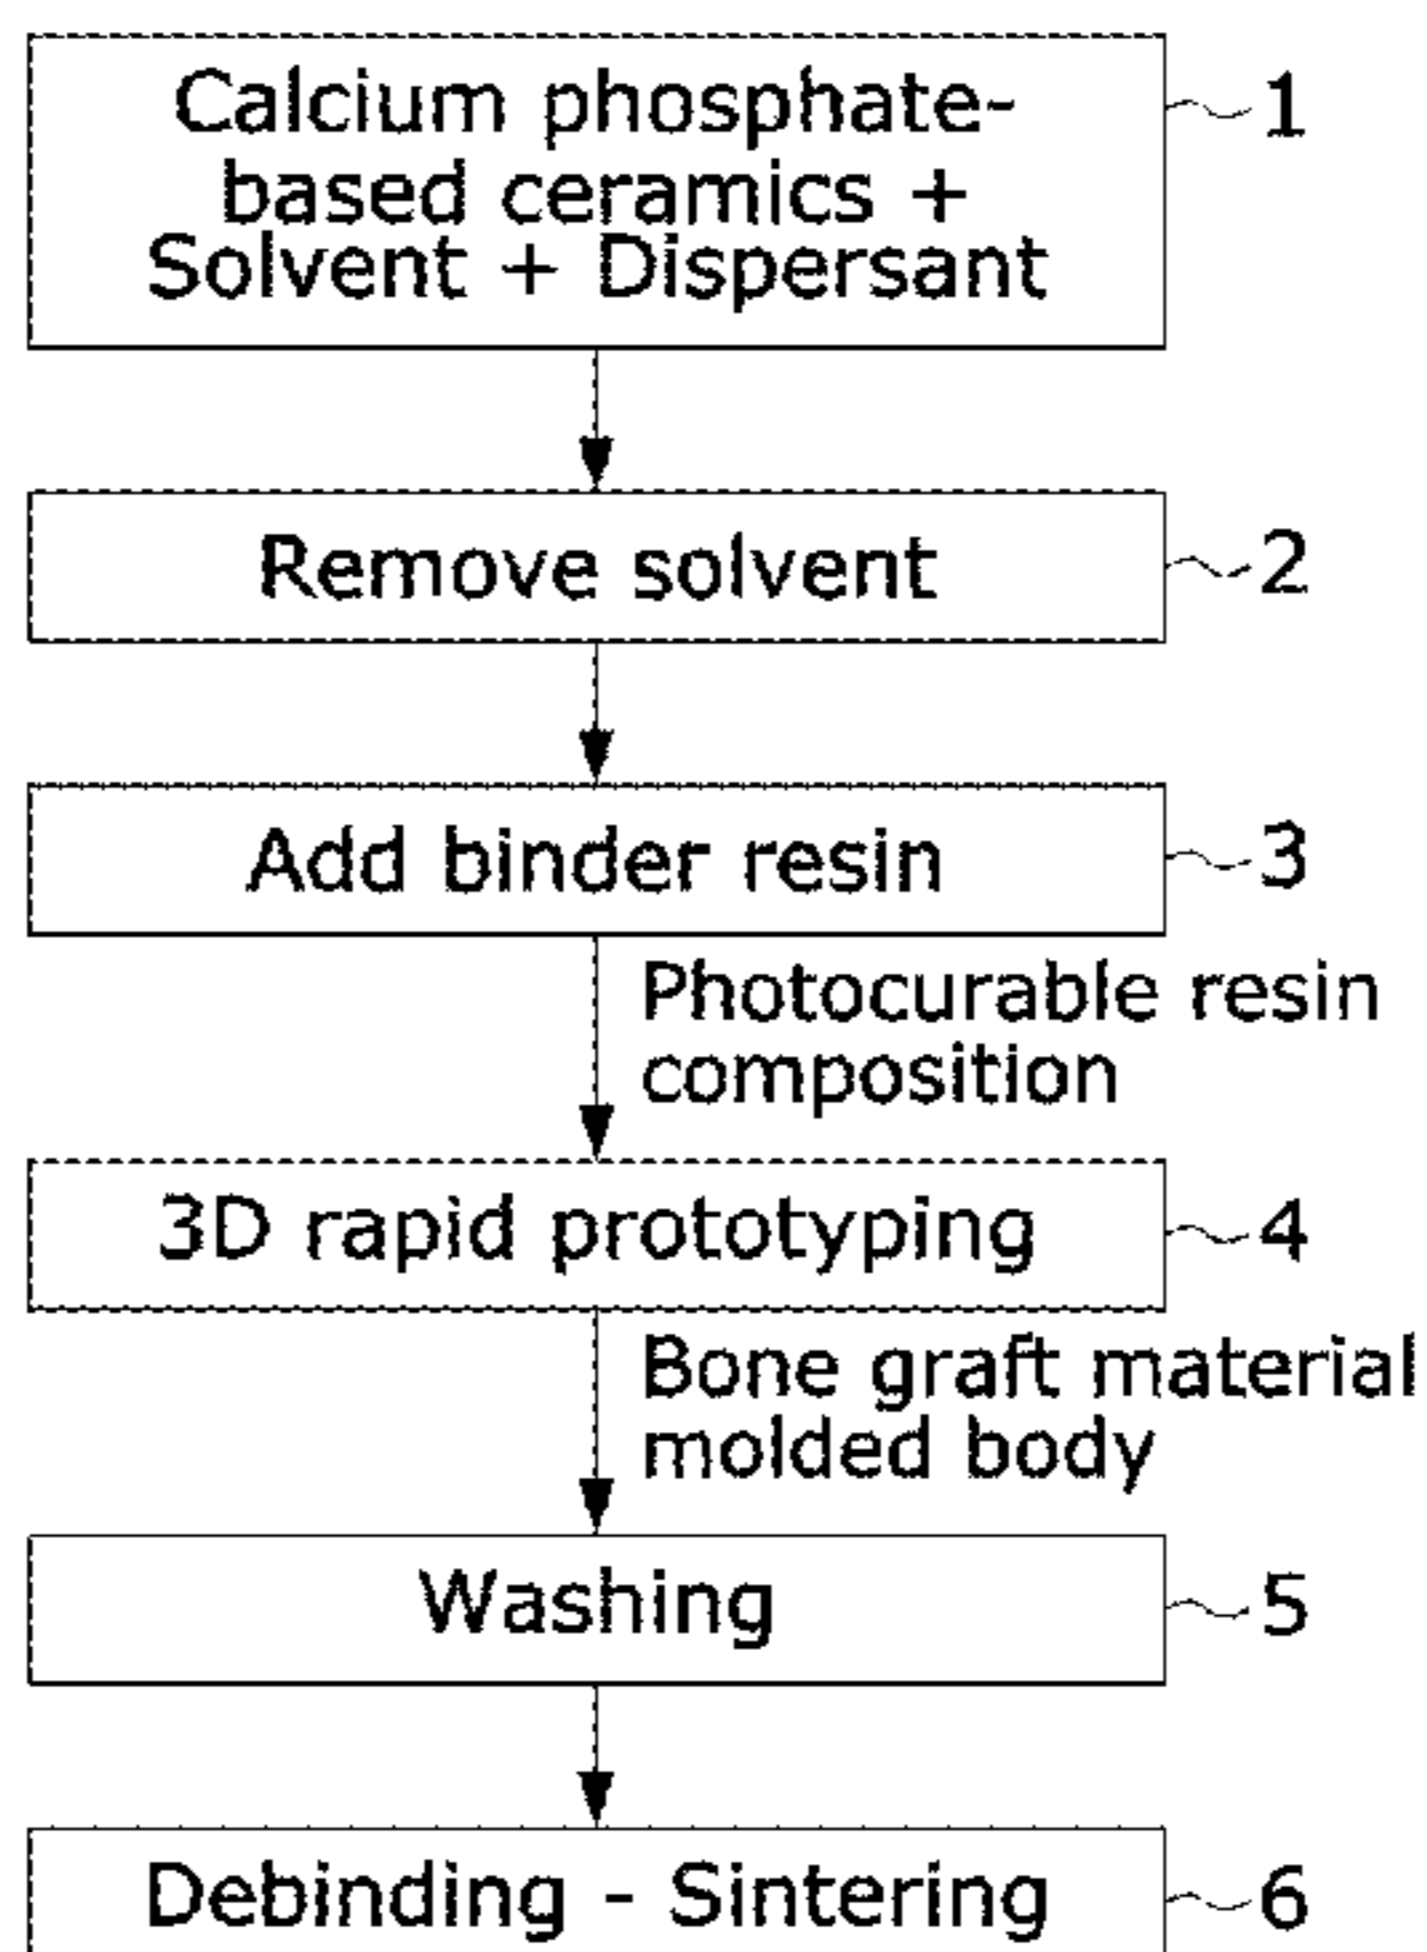 Calcium phosphate-
based ceramics +
Solvent + Dispersant
1
Remove solvent
2
Add binder resin
3
Photocurable resin
composition
3D rapid prototyping
4
Bone graft material
molded body
Washing
5
Debinding - Sintering
6